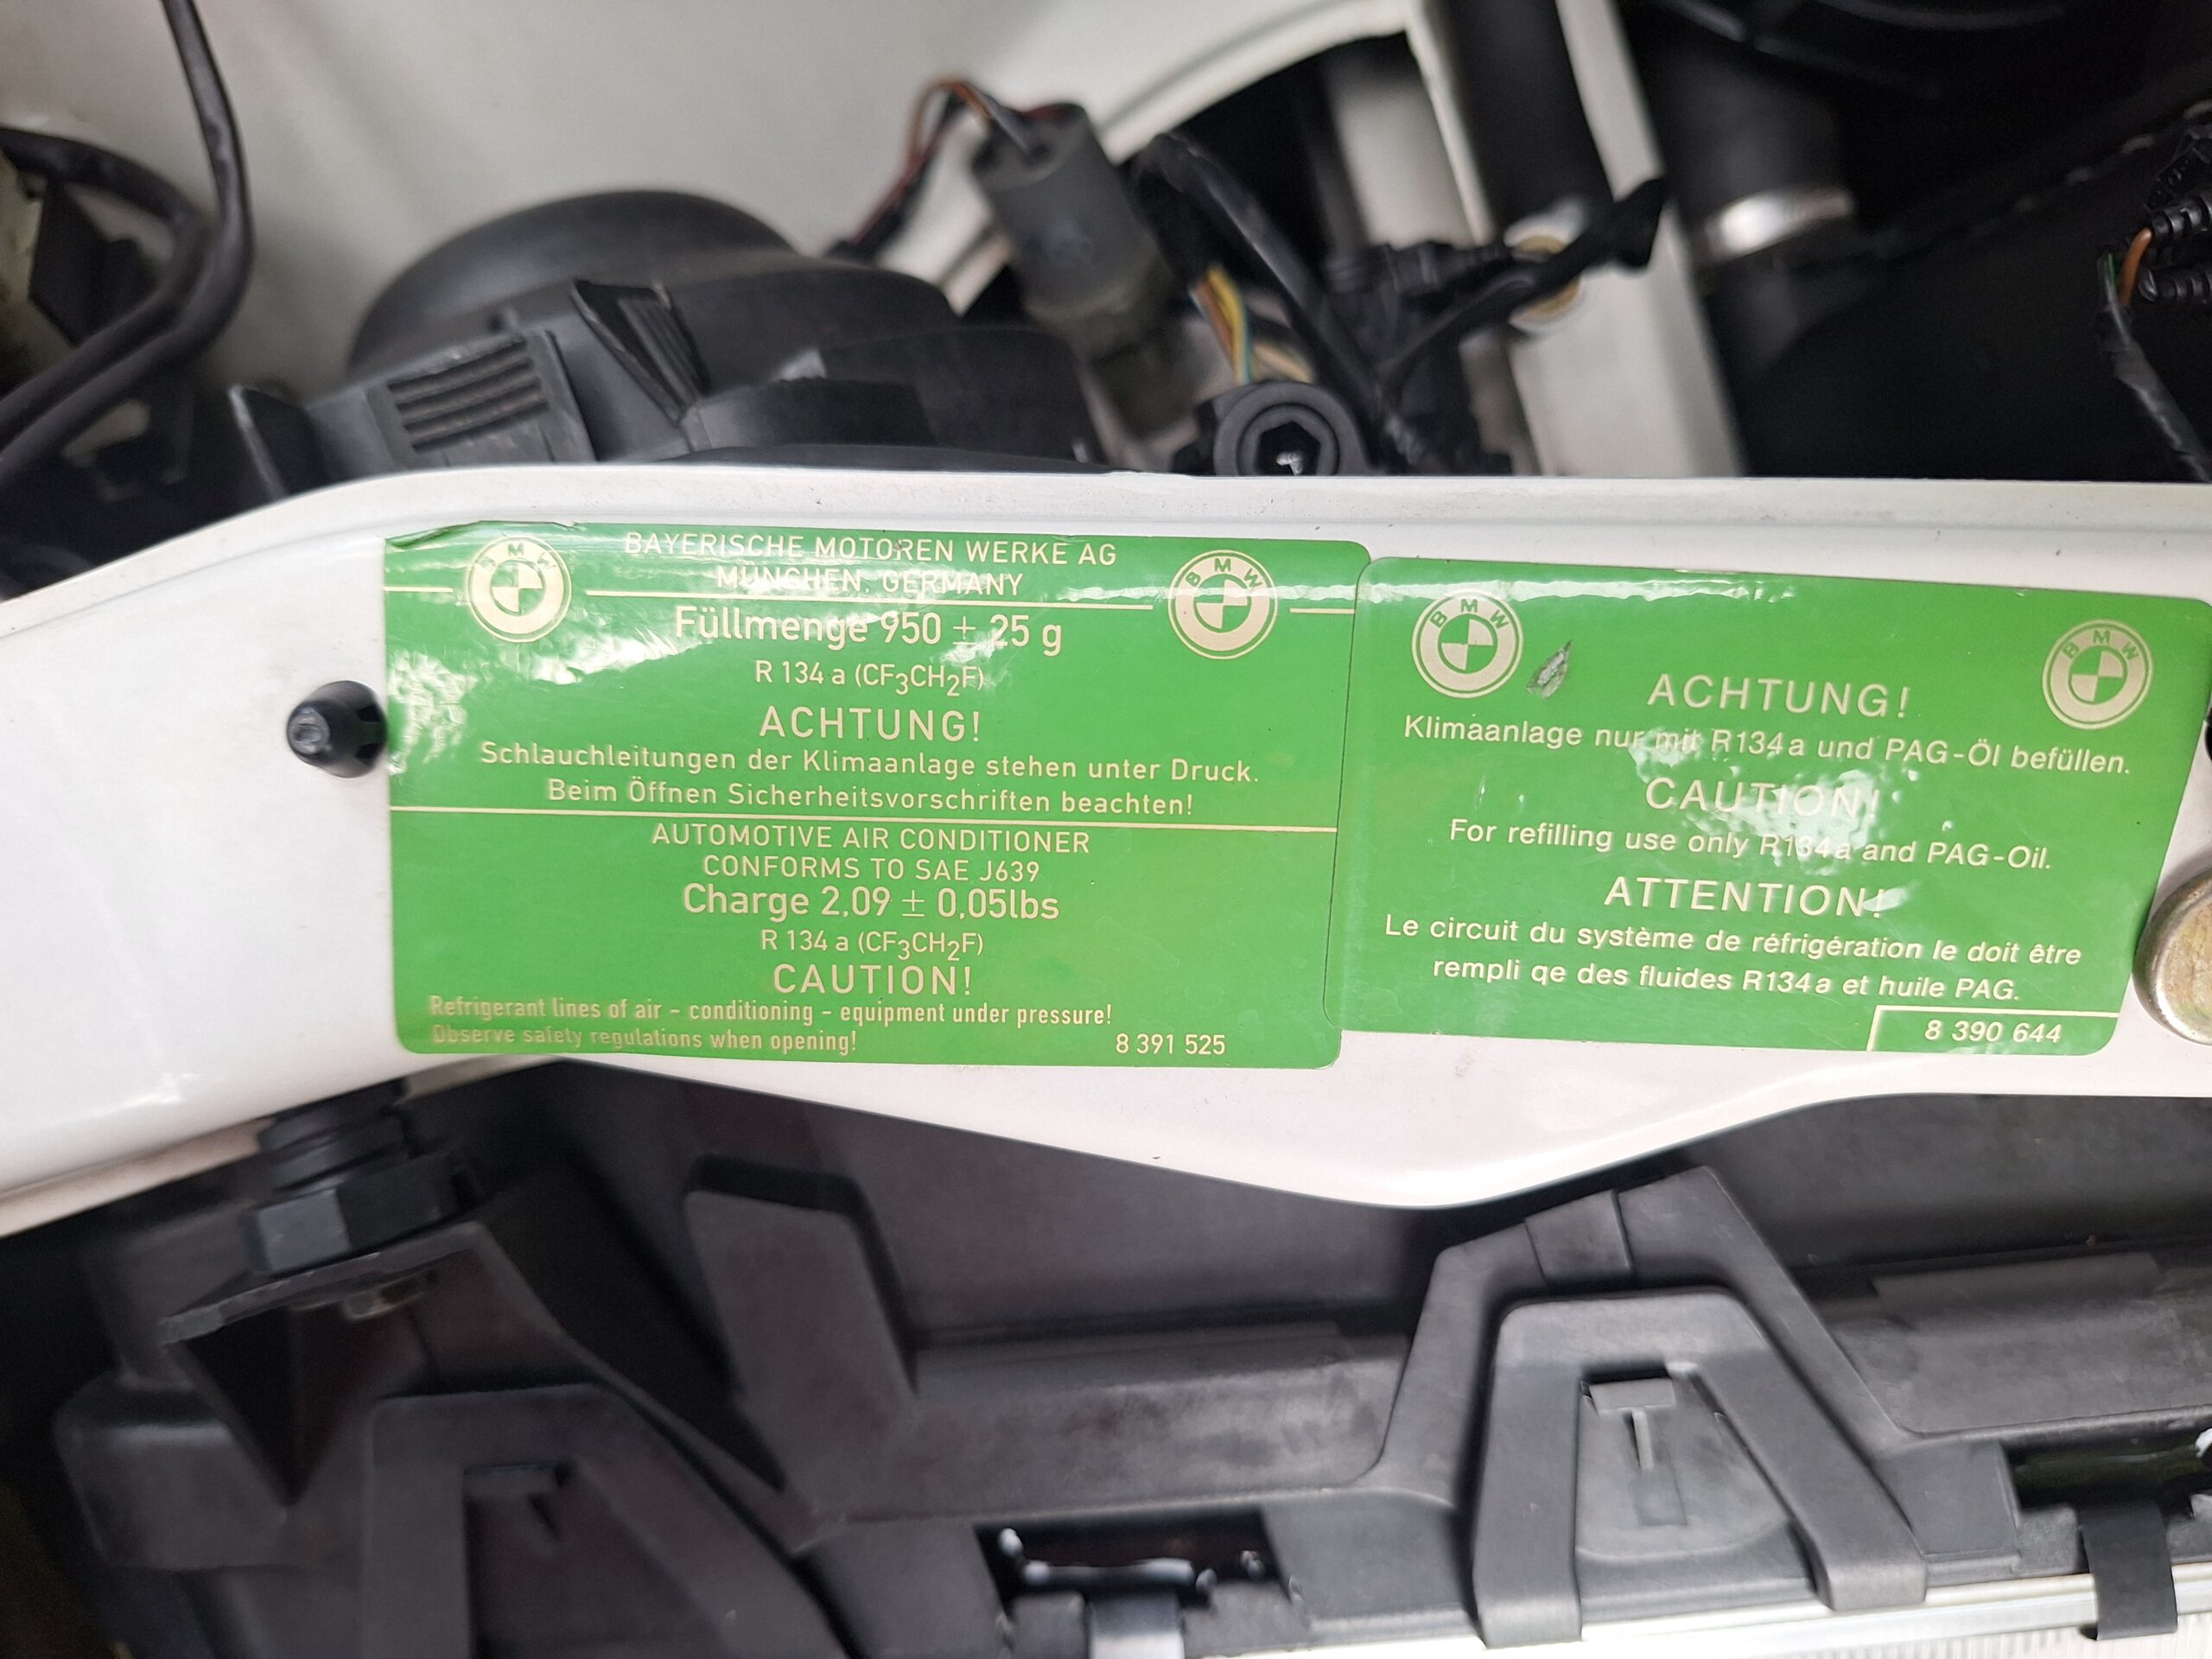 BMW
BMW
BAYERISCHE MOTOREN WERKE AG
MÜNCHEN, GERMANY
Füllmenge 950 ± 25 g
R 134 a (CF₃CH₂F)
ACHTUNG!
Schlauchleitungen der Klimaanlage stehen unter Druck.
Beim Öffnen Sicherheitsvorschriften beachten!
AUTOMOTIVE AIR CONDITIONER
CONFORMS TO SAE J639
Charge 2,09 ± 0,05lbs
R 134 a (CF₃CH₂F)
CAUTION!
Refrigerant lines of air - conditioning - equipment under pressure!
Observe safety regulations when opening!
8 391 525
BMW
BMW
ACHTUNG!
Klimaanlage nur mit R134a und PAG-Öl befüllen.
CAUTION!
For refilling use only R134a and PAG-Oil.
ATTENTION!
Le circuit du système de réfrigération le doit être
rempli qe des fluides R134a et huile PAG.
8 390 644